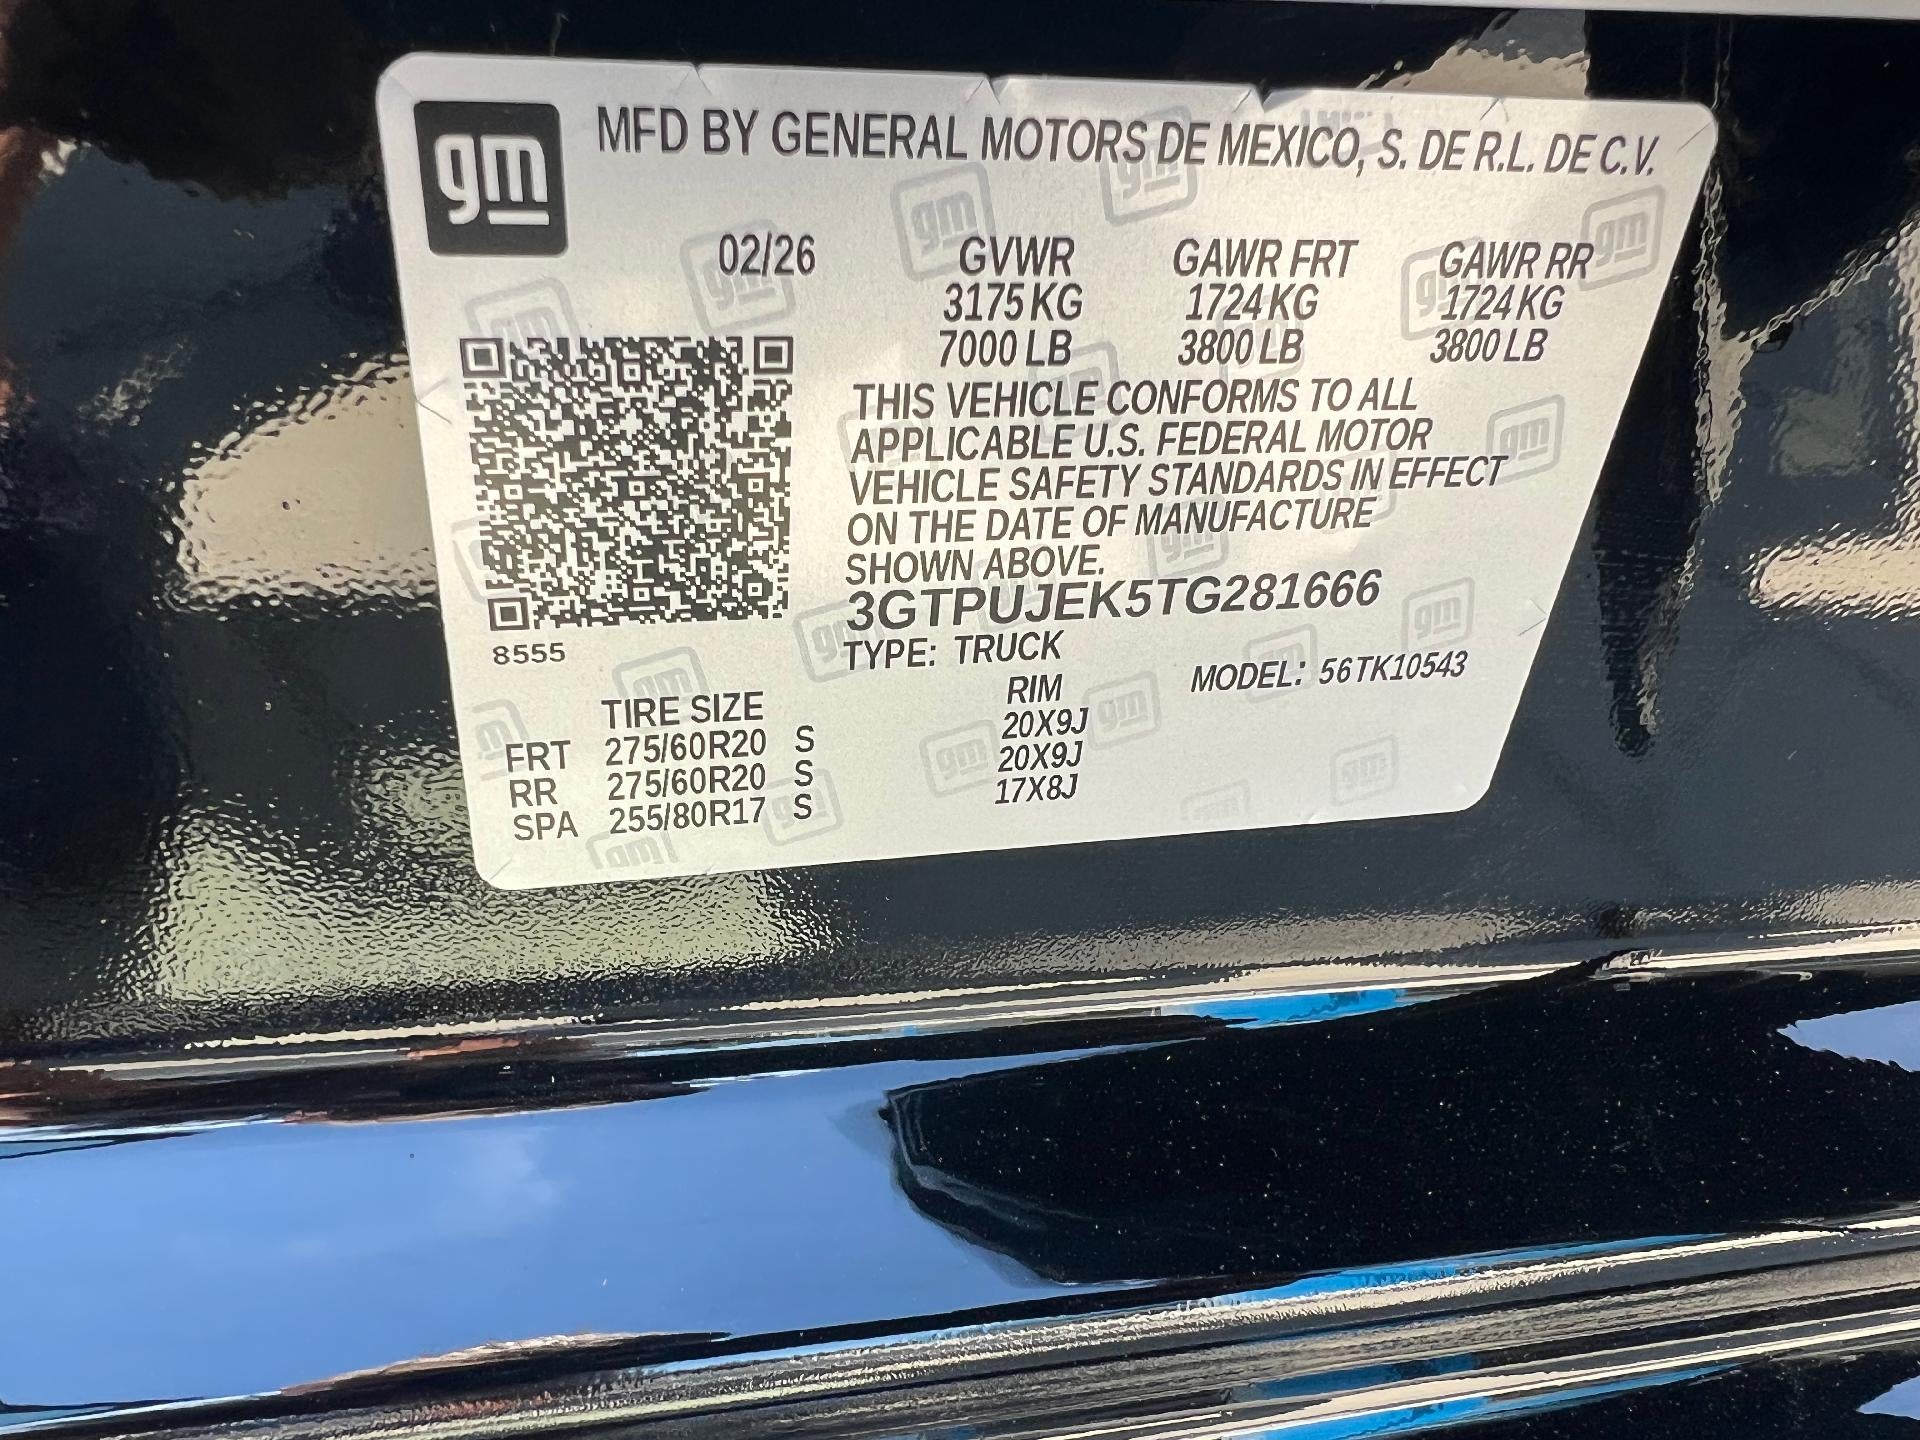 gm
MFD BY GENERAL MOTORS DE MEXICO, S. DE R.L. DE C.V.
02/26 GVWR GAWR FRT GAWR RR
3175 KG 1724 KG 1724 KG
7000 LB 3800 LB 3800 LB
THIS VEHICLE CONFORMS TO ALL
APPLICABLE U.S. FEDERAL MOTOR
VEHICLE SAFETY STANDARDS IN EFFECT
ON THE DATE OF MANUFACTURE
SHOWN ABOVE.
3GTPUJEK5TG281666
8555
TYPE: TRUCK MODEL: 56TK10543
TIRE SIZE RIM
FRT 275/60R20 S 20X9J
RR 275/60R20 S 20X9J
SPA 255/80R17 S 17X8J